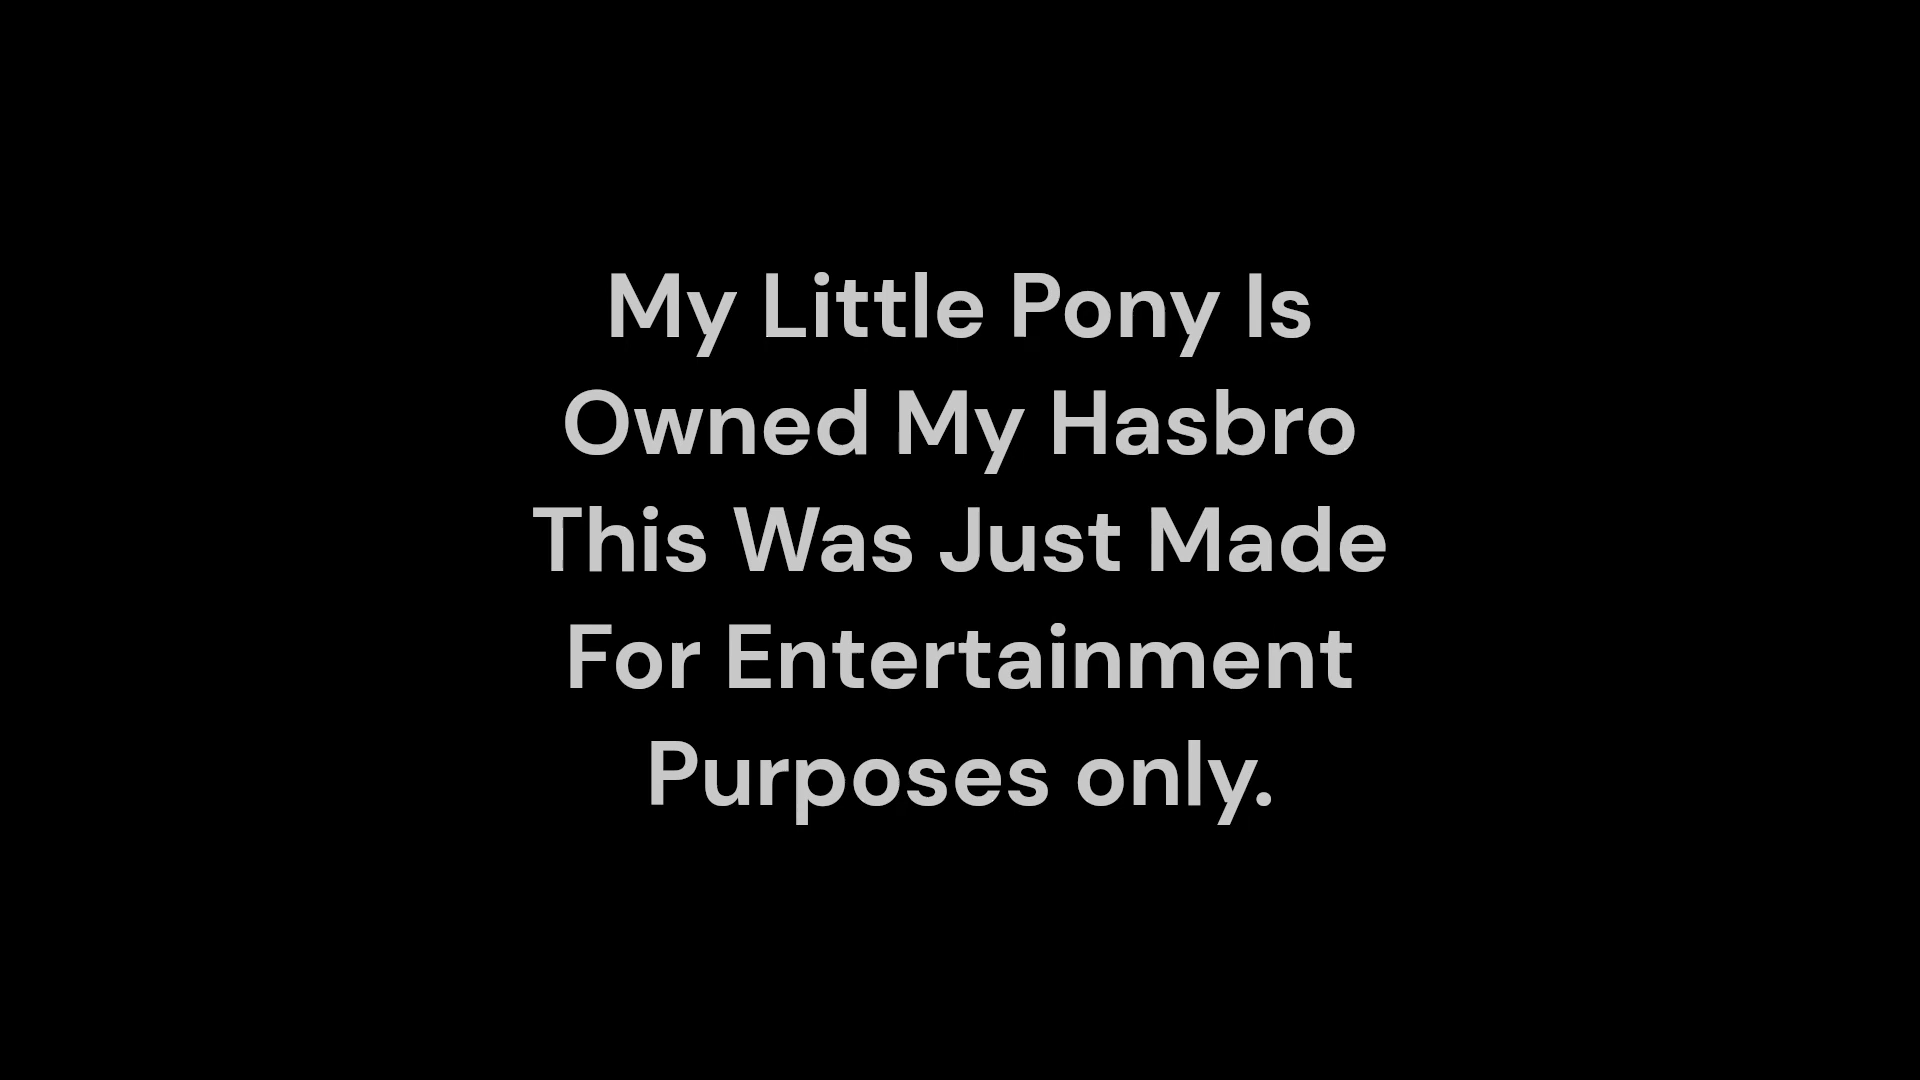 My Little Pony Is
Owned My Hasbro
This Was Just Made
For Entertainment
Purposes only.